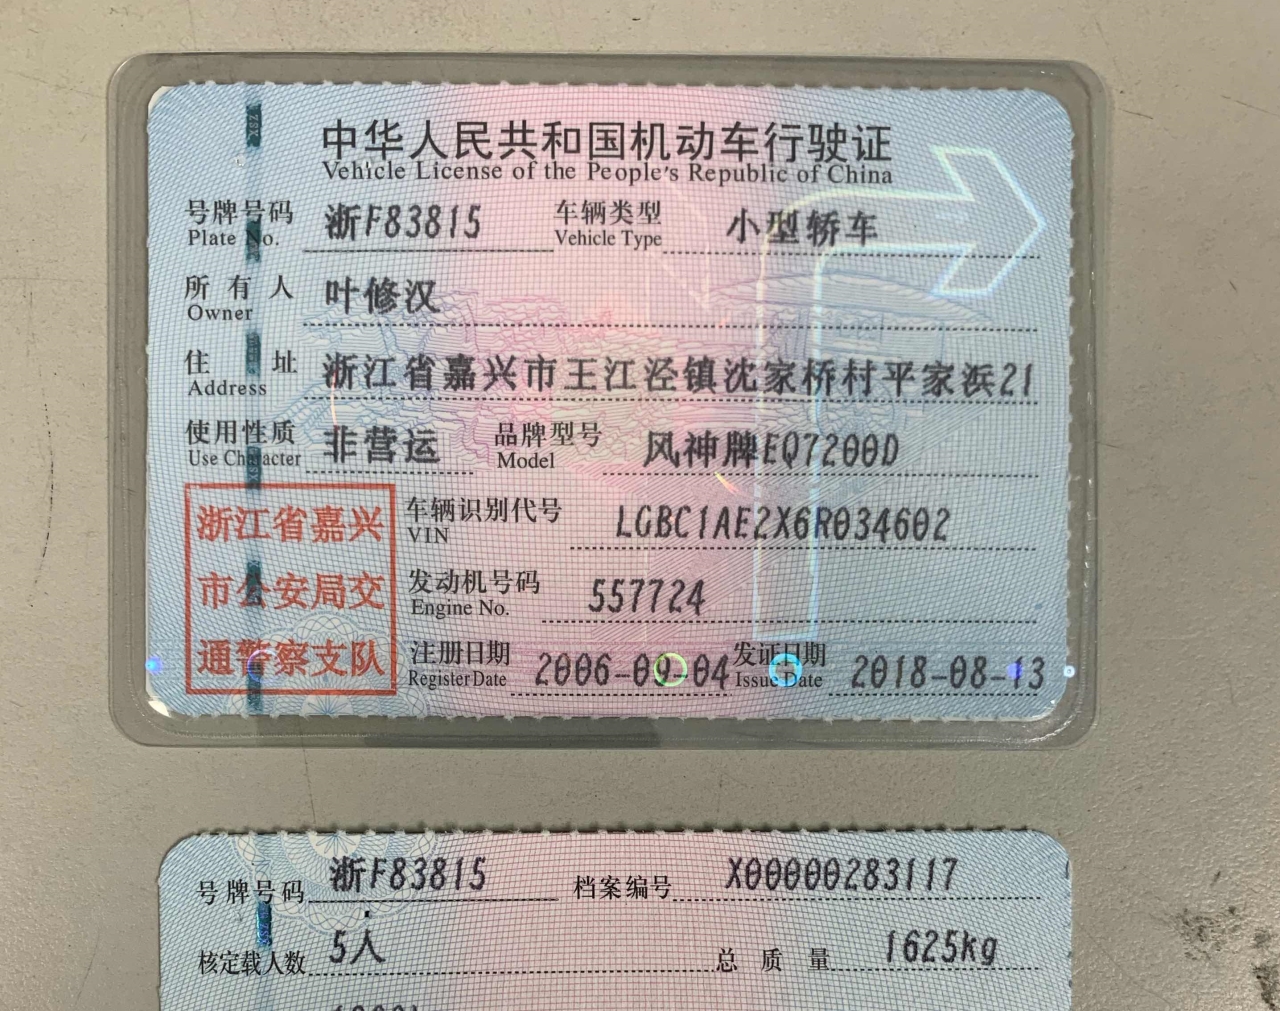 中华人民共和国机动车行驶证
Vehicle License of the People's Republic of China
号牌号码 浙F83815 车辆类型 小型轿车
Plate No. Vehicle Type
所有人 叶修汉
Owner
住址 浙江省嘉兴市王江泾镇沈家桥村平家浜21
Address
使用性质 非营运 品牌型号 风神牌EQ7200D
Use Character Model
浙江省嘉兴
市公安局交
通警察支队
车辆识别代号 LGBC1AE2X6R034602
VIN
发动机号码 557724
Engine No.
注册日期 2006-09-04 发证日期 2018-08-13
Register Date Issue Date
号牌号码 浙F83815 档案编号 X00000283117
核定载人数 5人 总质量 1625kg